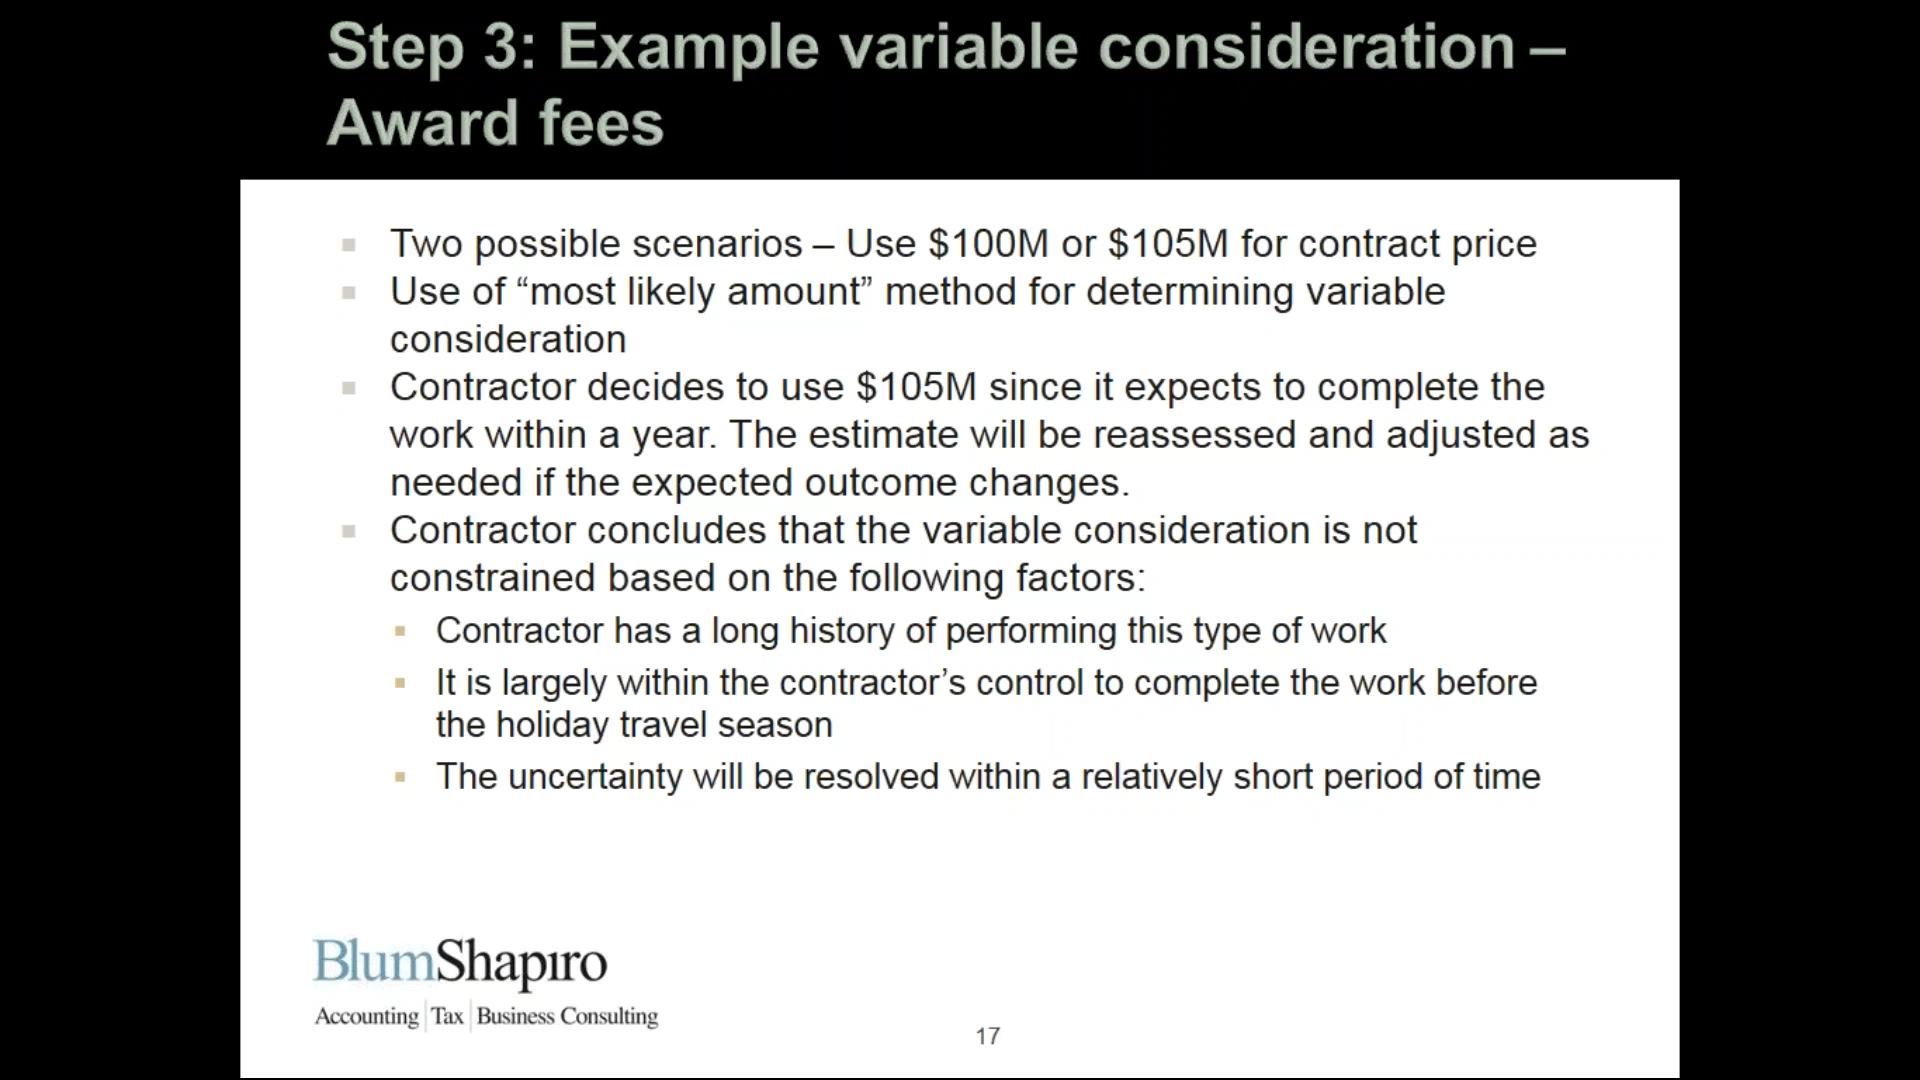 Step 3: Example variable consideration –
Award fees
Two possible scenarios – Use $100M or $105M for contract price
Use of “most likely amount” method for determining variable
consideration
Contractor decides to use $105M since it expects to complete the
work within a year. The estimate will be reassessed and adjusted as
needed if the expected outcome changes.
Contractor concludes that the variable consideration is not
constrained based on the following factors:
Contractor has a long history of performing this type of work
It is largely within the contractor’s control to complete the work before
the holiday travel season
The uncertainty will be resolved within a relatively short period of time
BlumShapiro
Accounting | Tax | Business Consulting
17